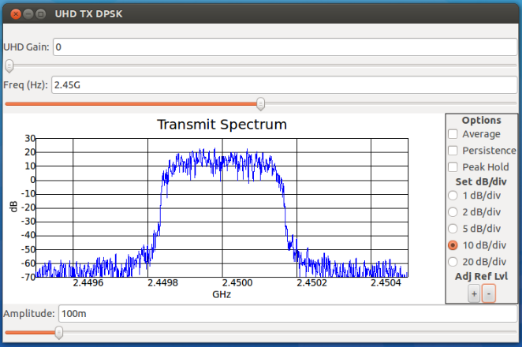 UHD TX DPSK
UHD Gain: 0
Freq (Hz): 2.45G
Transmit Spectrum
30
20
10
0
-10
-20
-30
-40
-50
-60
-70
dB
2.4496 2.4498 2.4500 2.4502 2.4504
GHz
Options
Average
Persistence
Peak Hold
Set dB/div
1 dB/div
2 dB/div
5 dB/div
10 dB/div
20 dB/div
Adj Ref Lvl
+ -
Amplitude: 100m